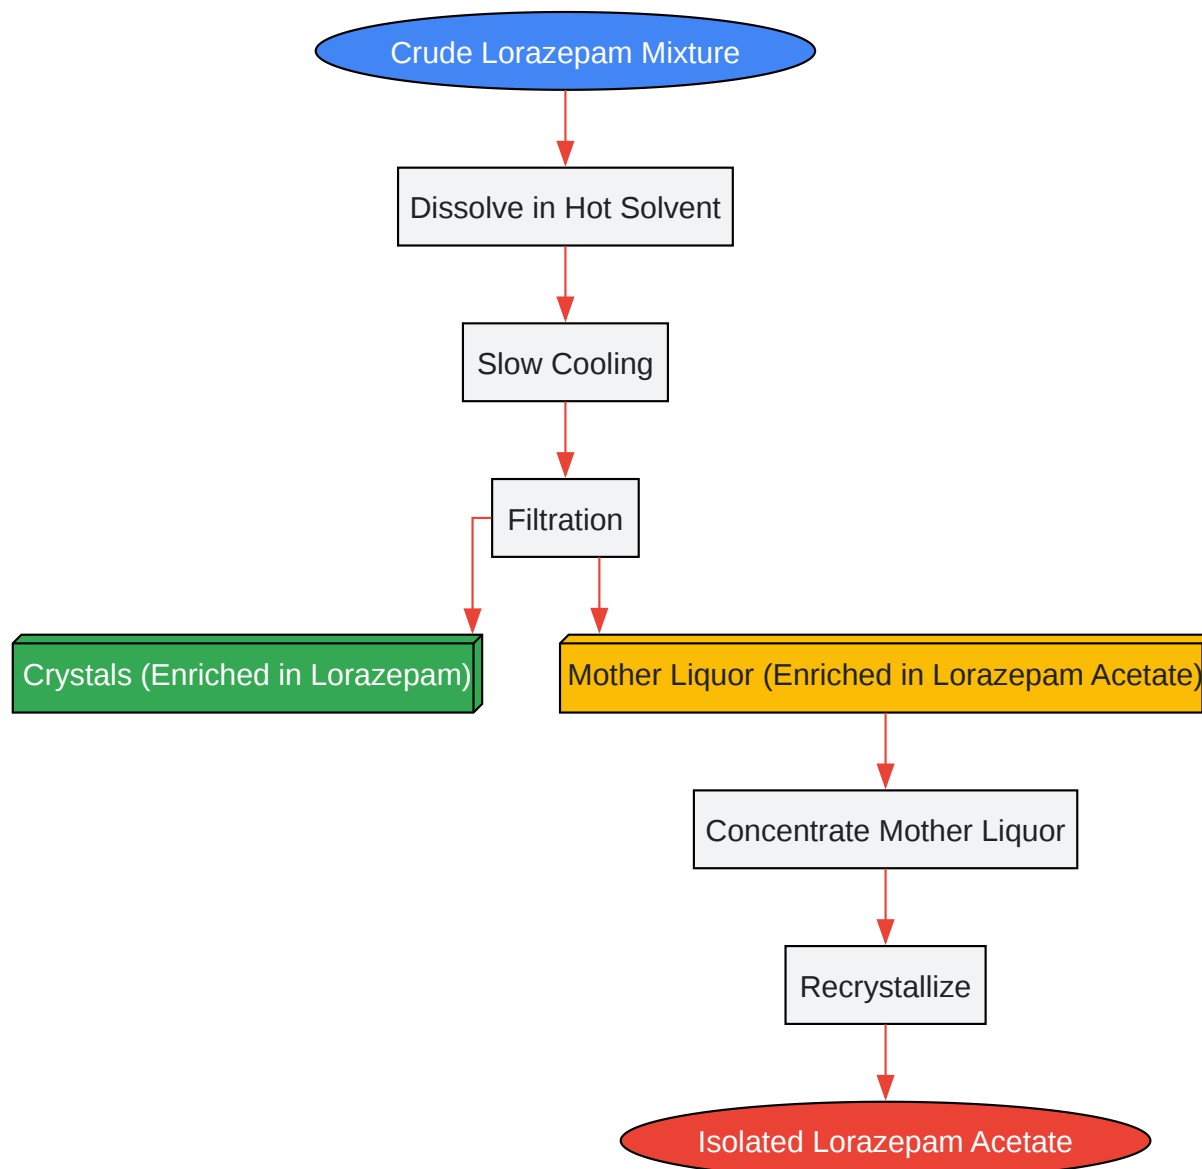 Crude Lorazepam Mixture
Dissolve in Hot Solvent
Slow Cooling
Filtration
Crystals (Enriched in Lorazepam)
Mother Liquor (Enriched in Lorazepam Acetate)
Concentrate Mother Liquor
Recrystallize
Isolated Lorazepam Acetate